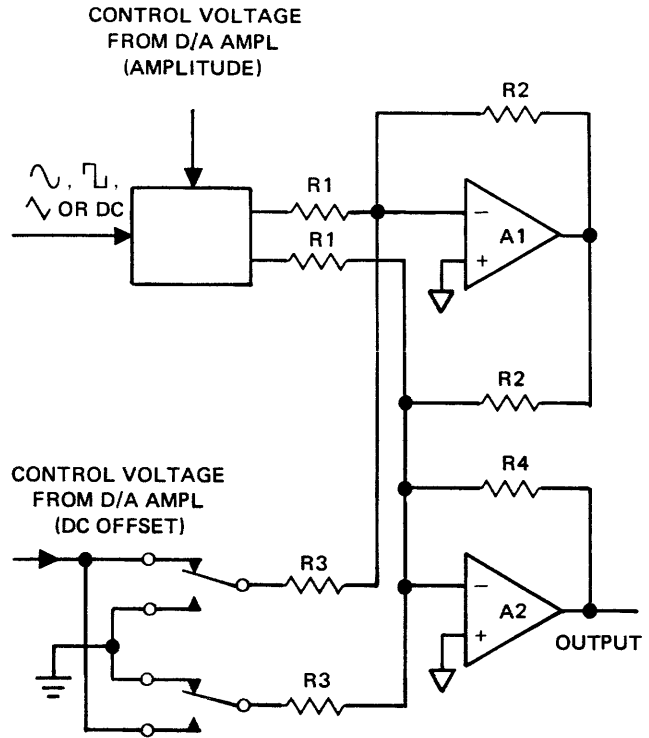 CONTROL VOLTAGE
FROM D/A AMPL
(AMPLITUDE)
R2
, ,
OR DC
R1
R1
−
A1
+
R2
CONTROL VOLTAGE
FROM D/A AMPL
(DC OFFSET)
R4
R3
−
A2
+
OUTPUT
R3